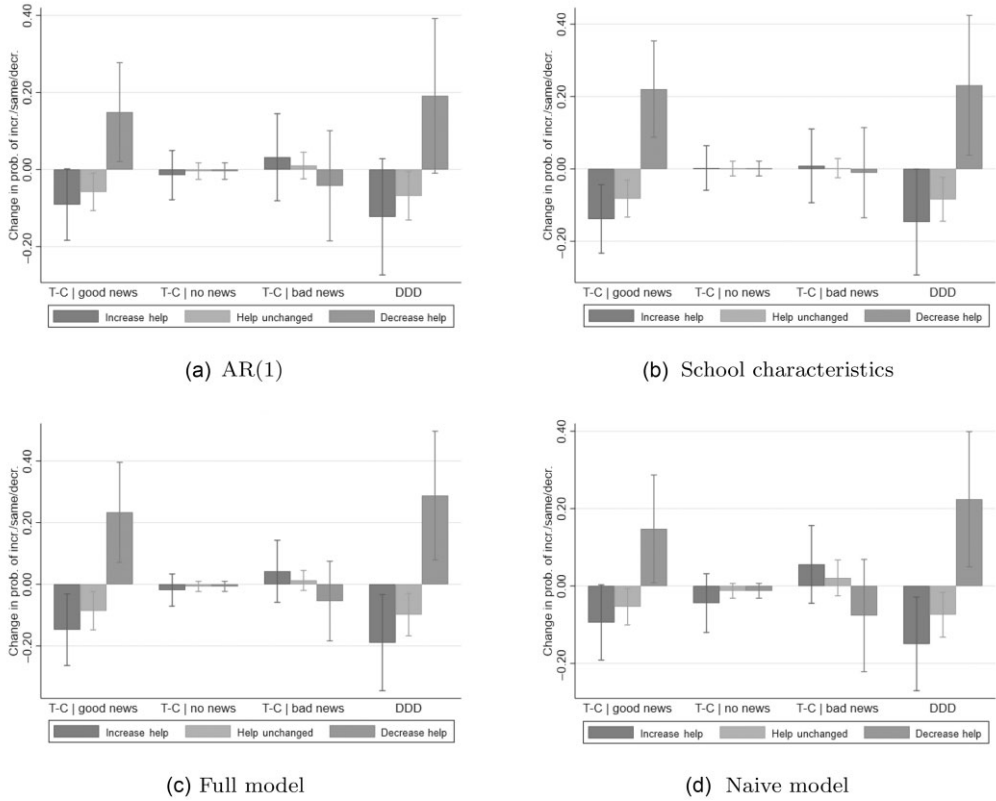 Change in prob. of incr./same/decr.
0.40
0.20
0.00
−0.20
T-C | good news T-C | no news T-C | bad news DDD
Increase help Help unchanged Decrease help
(a) AR(1)
Change in prob. of incr./same/decr.
0.40
0.20
0.00
−0.20
T-C | good news T-C | no news T-C | bad news DDD
Increase help Help unchanged Decrease help
(b) School characteristics
Change in prob. of incr./same/decr.
0.40
0.20
0.00
−0.20
T-C | good news T-C | no news T-C | bad news DDD
Increase help Help unchanged Decrease help
(c) Full model
Change in prob. of incr./same/decr.
0.40
0.20
0.00
−0.20
T-C | good news T-C | no news T-C | bad news DDD
Increase help Help unchanged Decrease help
(d) Naive model